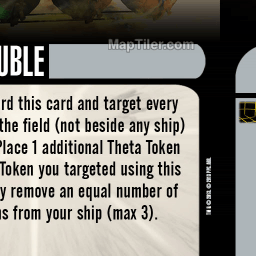 MapTiler.com
UBLE
rd this card and target every
the field (not beside any ship)
Place 1 additional Theta Token
Token you targeted using this
y remove an equal number of
ns from your ship (max 3).